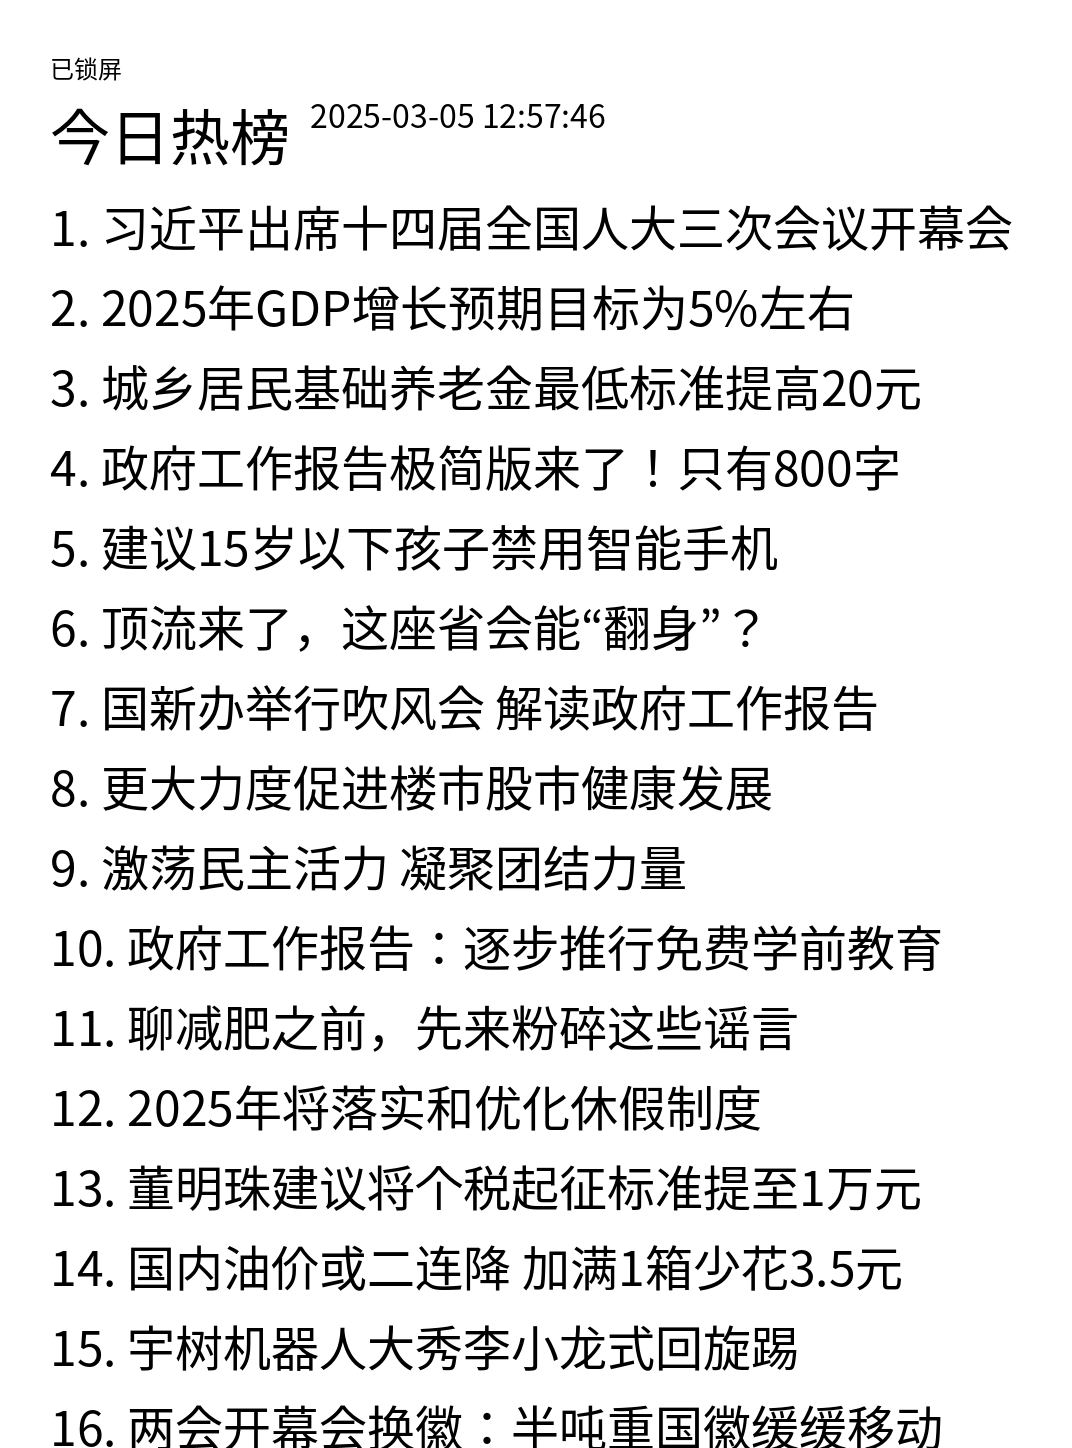 已锁屏
今日热榜 2025-03-05 12:57:46
1. 习近平出席十四届全国人大三次会议开幕会
2. 2025年GDP增长预期目标为5%左右
3. 城乡居民基础养老金最低标准提高20元
4. 政府工作报告极简版来了！只有800字
5. 建议15岁以下孩子禁用智能手机
6. 顶流来了，这座省会能“翻身”？
7. 国新办举行吹风会 解读政府工作报告
8. 更大力度促进楼市股市健康发展
9. 激荡民主活力 凝聚团结力量
10. 政府工作报告：逐步推行免费学前教育
11. 聊减肥之前，先来粉碎这些谣言
12. 2025年将落实和优化休假制度
13. 董明珠建议将个税起征标准提至1万元
14. 国内油价或二连降 加满1箱少花3.5元
15. 宇树机器人大秀李小龙式回旋踢
16. 两会开幕会换徽：半吨重国徽缓缓移动